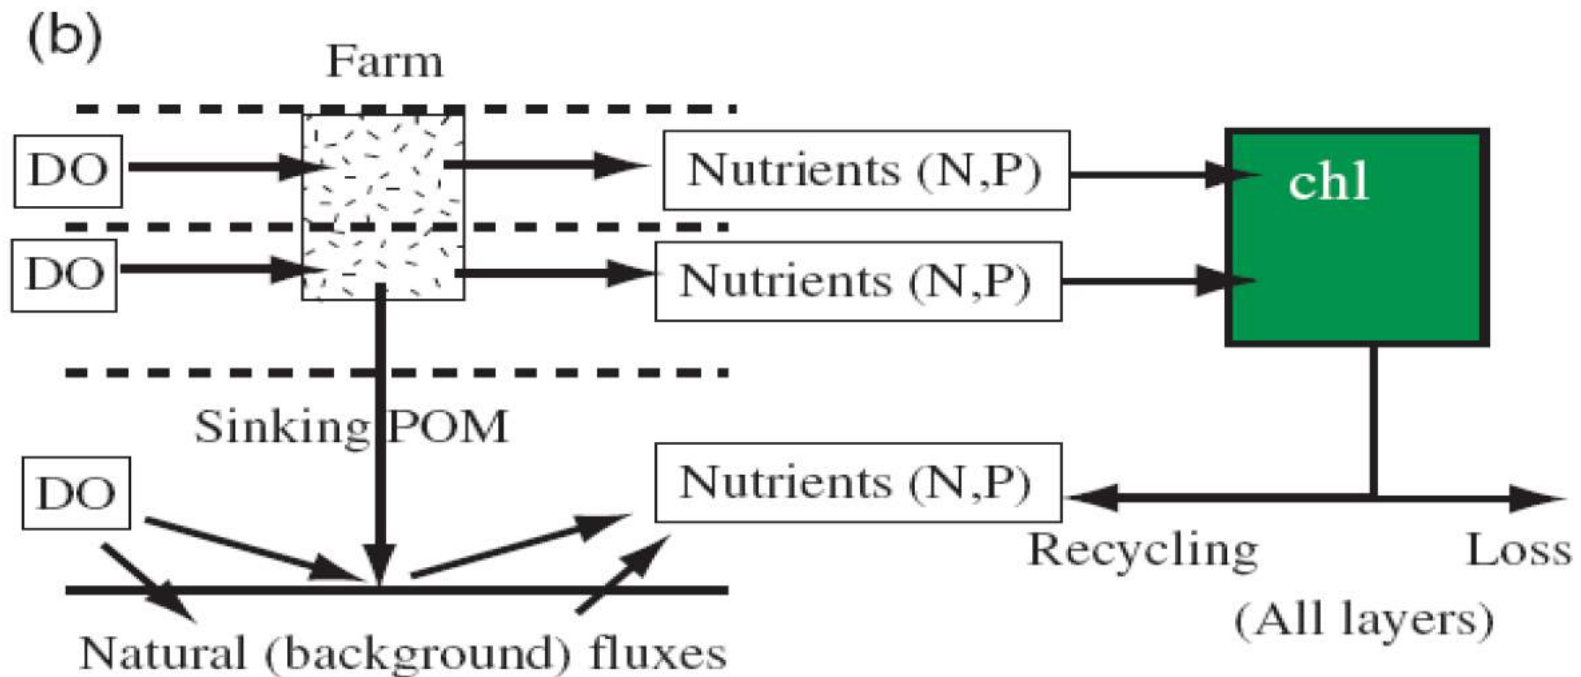 (b)
Farm
DO
Nutrients (N,P)
chl
DO
Nutrients (N,P)
Sinking POM
DO
Nutrients (N,P)
Recycling
Loss
(All layers)
Natural (background) fluxes